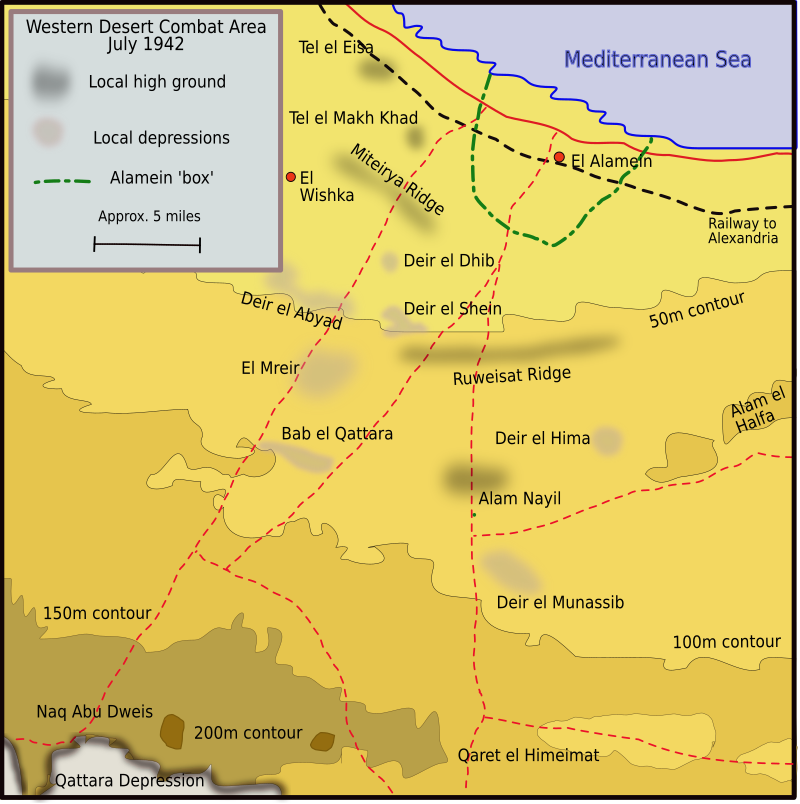 Western Desert Combat Area
July 1942
Local high ground
Local depressions
Alamein 'box'
Approx. 5 miles
Tel el Eisa
Mediterranean Sea
Tel el Makh Khad
Miteirya Ridge
El Alamein
El
Wishka
Railway to
Alexandria
Deir el Dhib
Deir el Abyad
Deir el Shein
50m contour
El Mreir
Ruweisat Ridge
Alam el
Halfa
Bab el Qattara
Deir el Hima
Alam Nayil
Deir el Munassib
150m contour
100m contour
Naq Abu Dweis
200m contour
Qaret el Himeimat
Qattara Depression